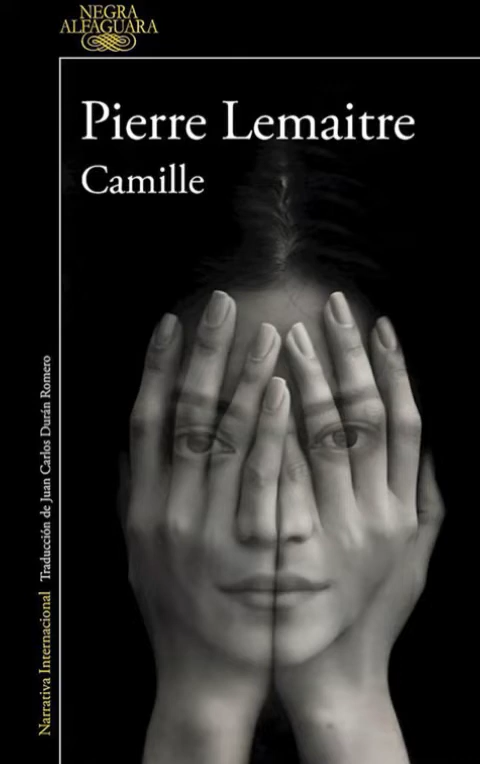 NEGRA
ALFAGUARA
Pierre Lemaitre
Camille
Narrativa Internacional Traducción de Juan Carlos Durán Romero